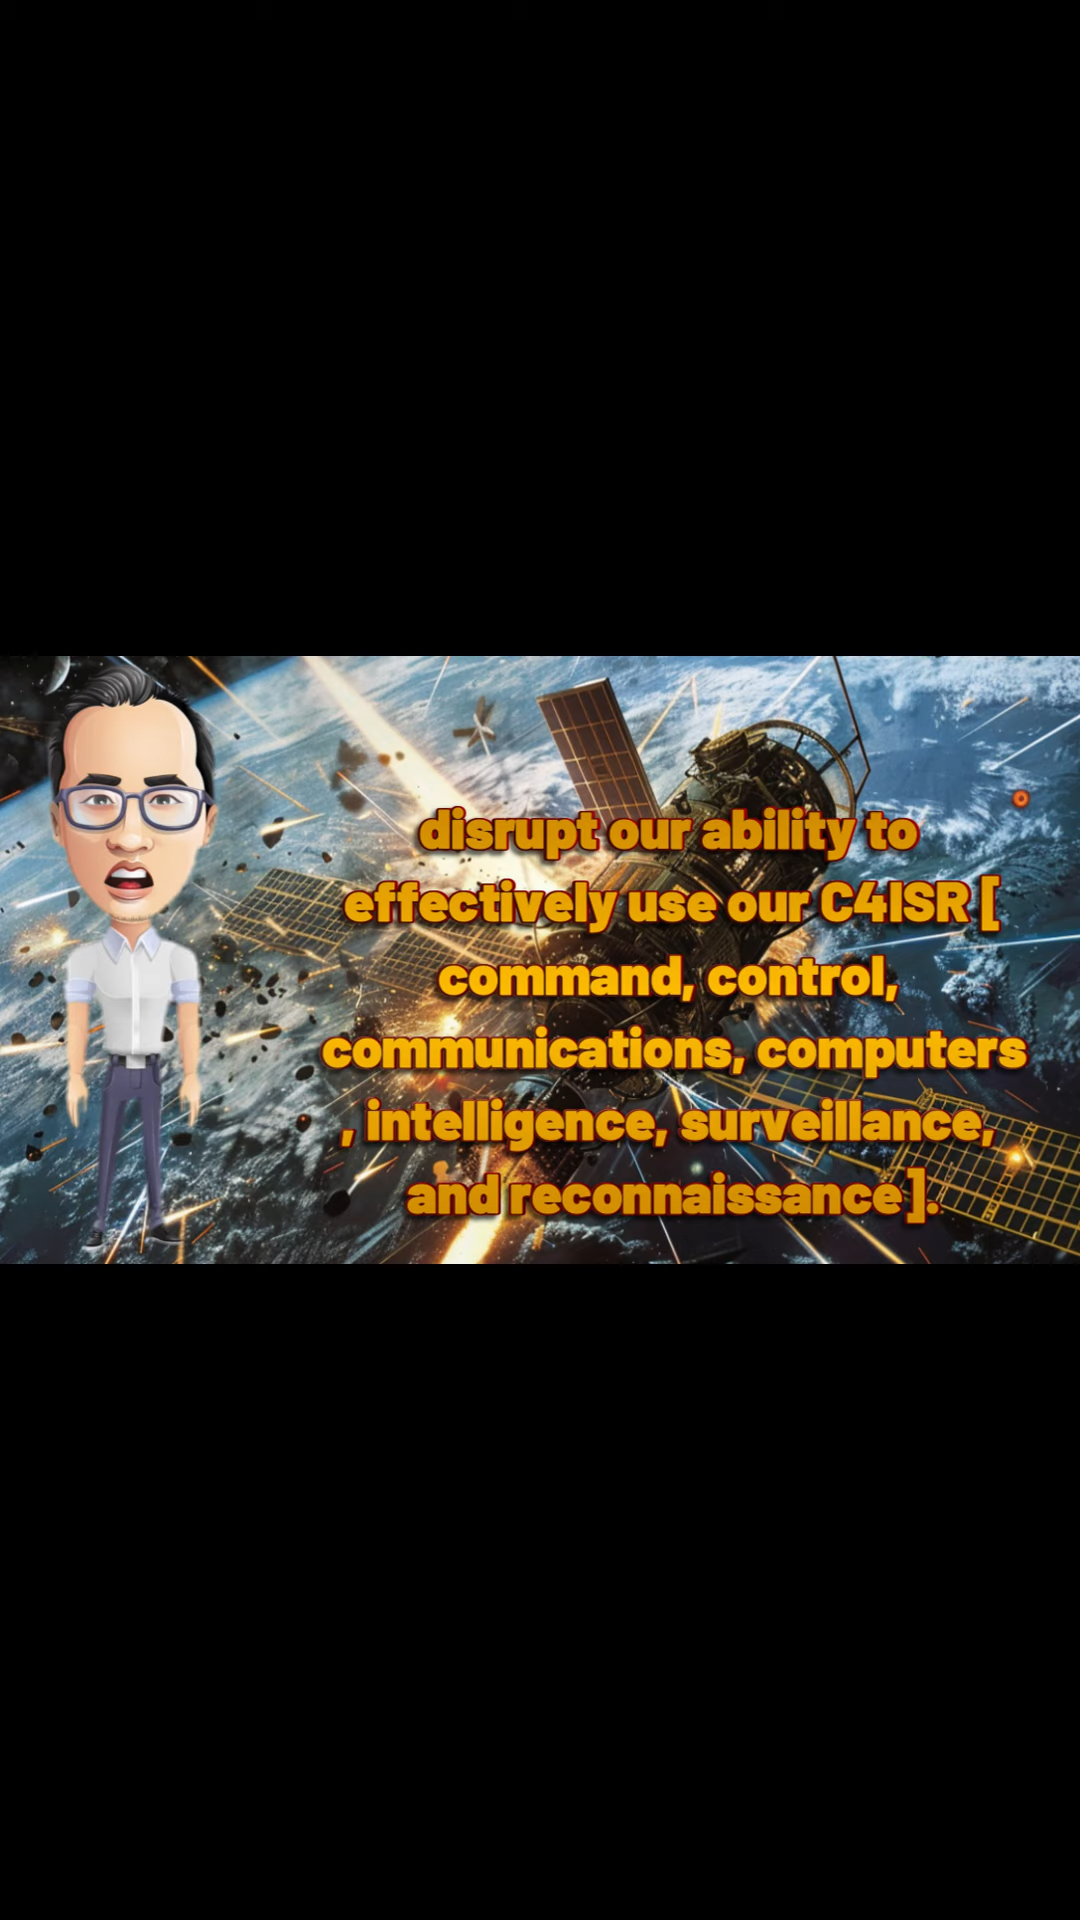 disrupt our ability to
effectively use our C4ISR [
command, control,
communications, computers
, intelligence, surveillance,
and reconnaissance].